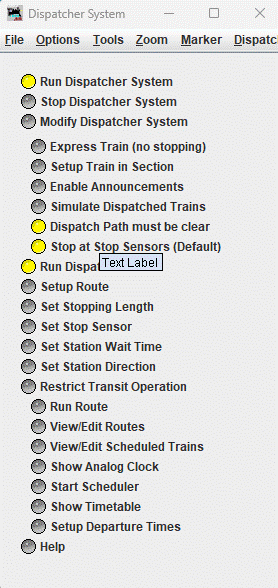 Dispatcher System
File Options Tools Zoom Marker Dispatc
Run Dispatcher System
Stop Dispatcher System
Modify Dispatcher System
Express Train (no stopping)
Setup Train in Section
Enable Announcements
Simulate Dispatched Trains
Dispatch Path must be clear
Stop at Stop Sensors (Default)
Run Dispat
Text Label
Setup Route
Set Stopping Length
Set Stop Sensor
Set Station Wait Time
Set Station Direction
Restrict Transit Operation
Run Route
View/Edit Routes
View/Edit Scheduled Trains
Show Analog Clock
Start Scheduler
Show Timetable
Setup Departure Times
Help